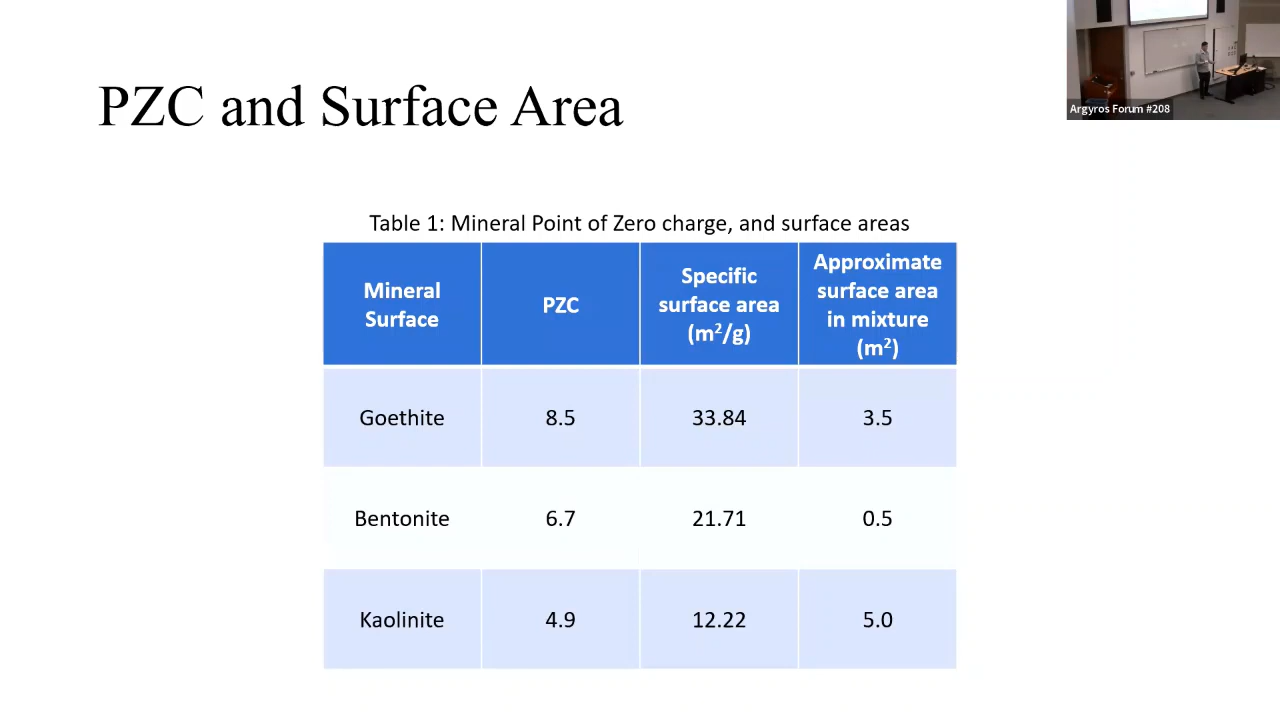 PZC and Surface Area
Argyros Forum #208
Table 1: Mineral Point of Zero charge, and surface areas
Mineral
Surface
PZC
Specific
surface area
(m²/g)
Approximate
surface area
in mixture
(m²)
Goethite
8.5
33.84
3.5
Bentonite
6.7
21.71
0.5
Kaolinite
4.9
12.22
5.0